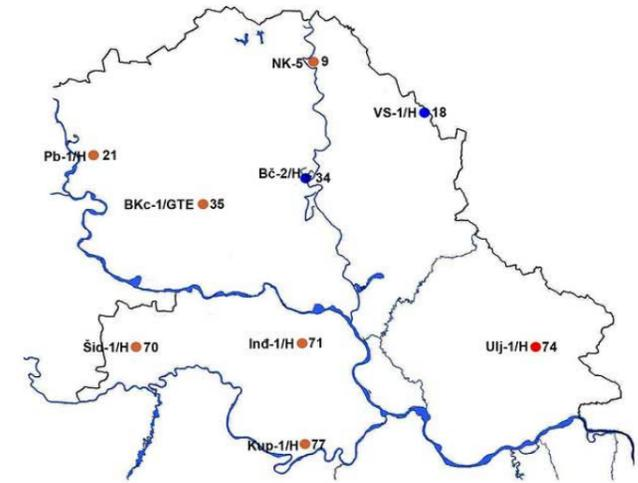 NK-5 9
VS-1/H 18
Pb-1/H 21
Bč-2/H 34
BKc-1/GTE 35
Šid-1/H 70
Inđ-1/H 71
Ulj-1/H 74
Kup-1/H 77